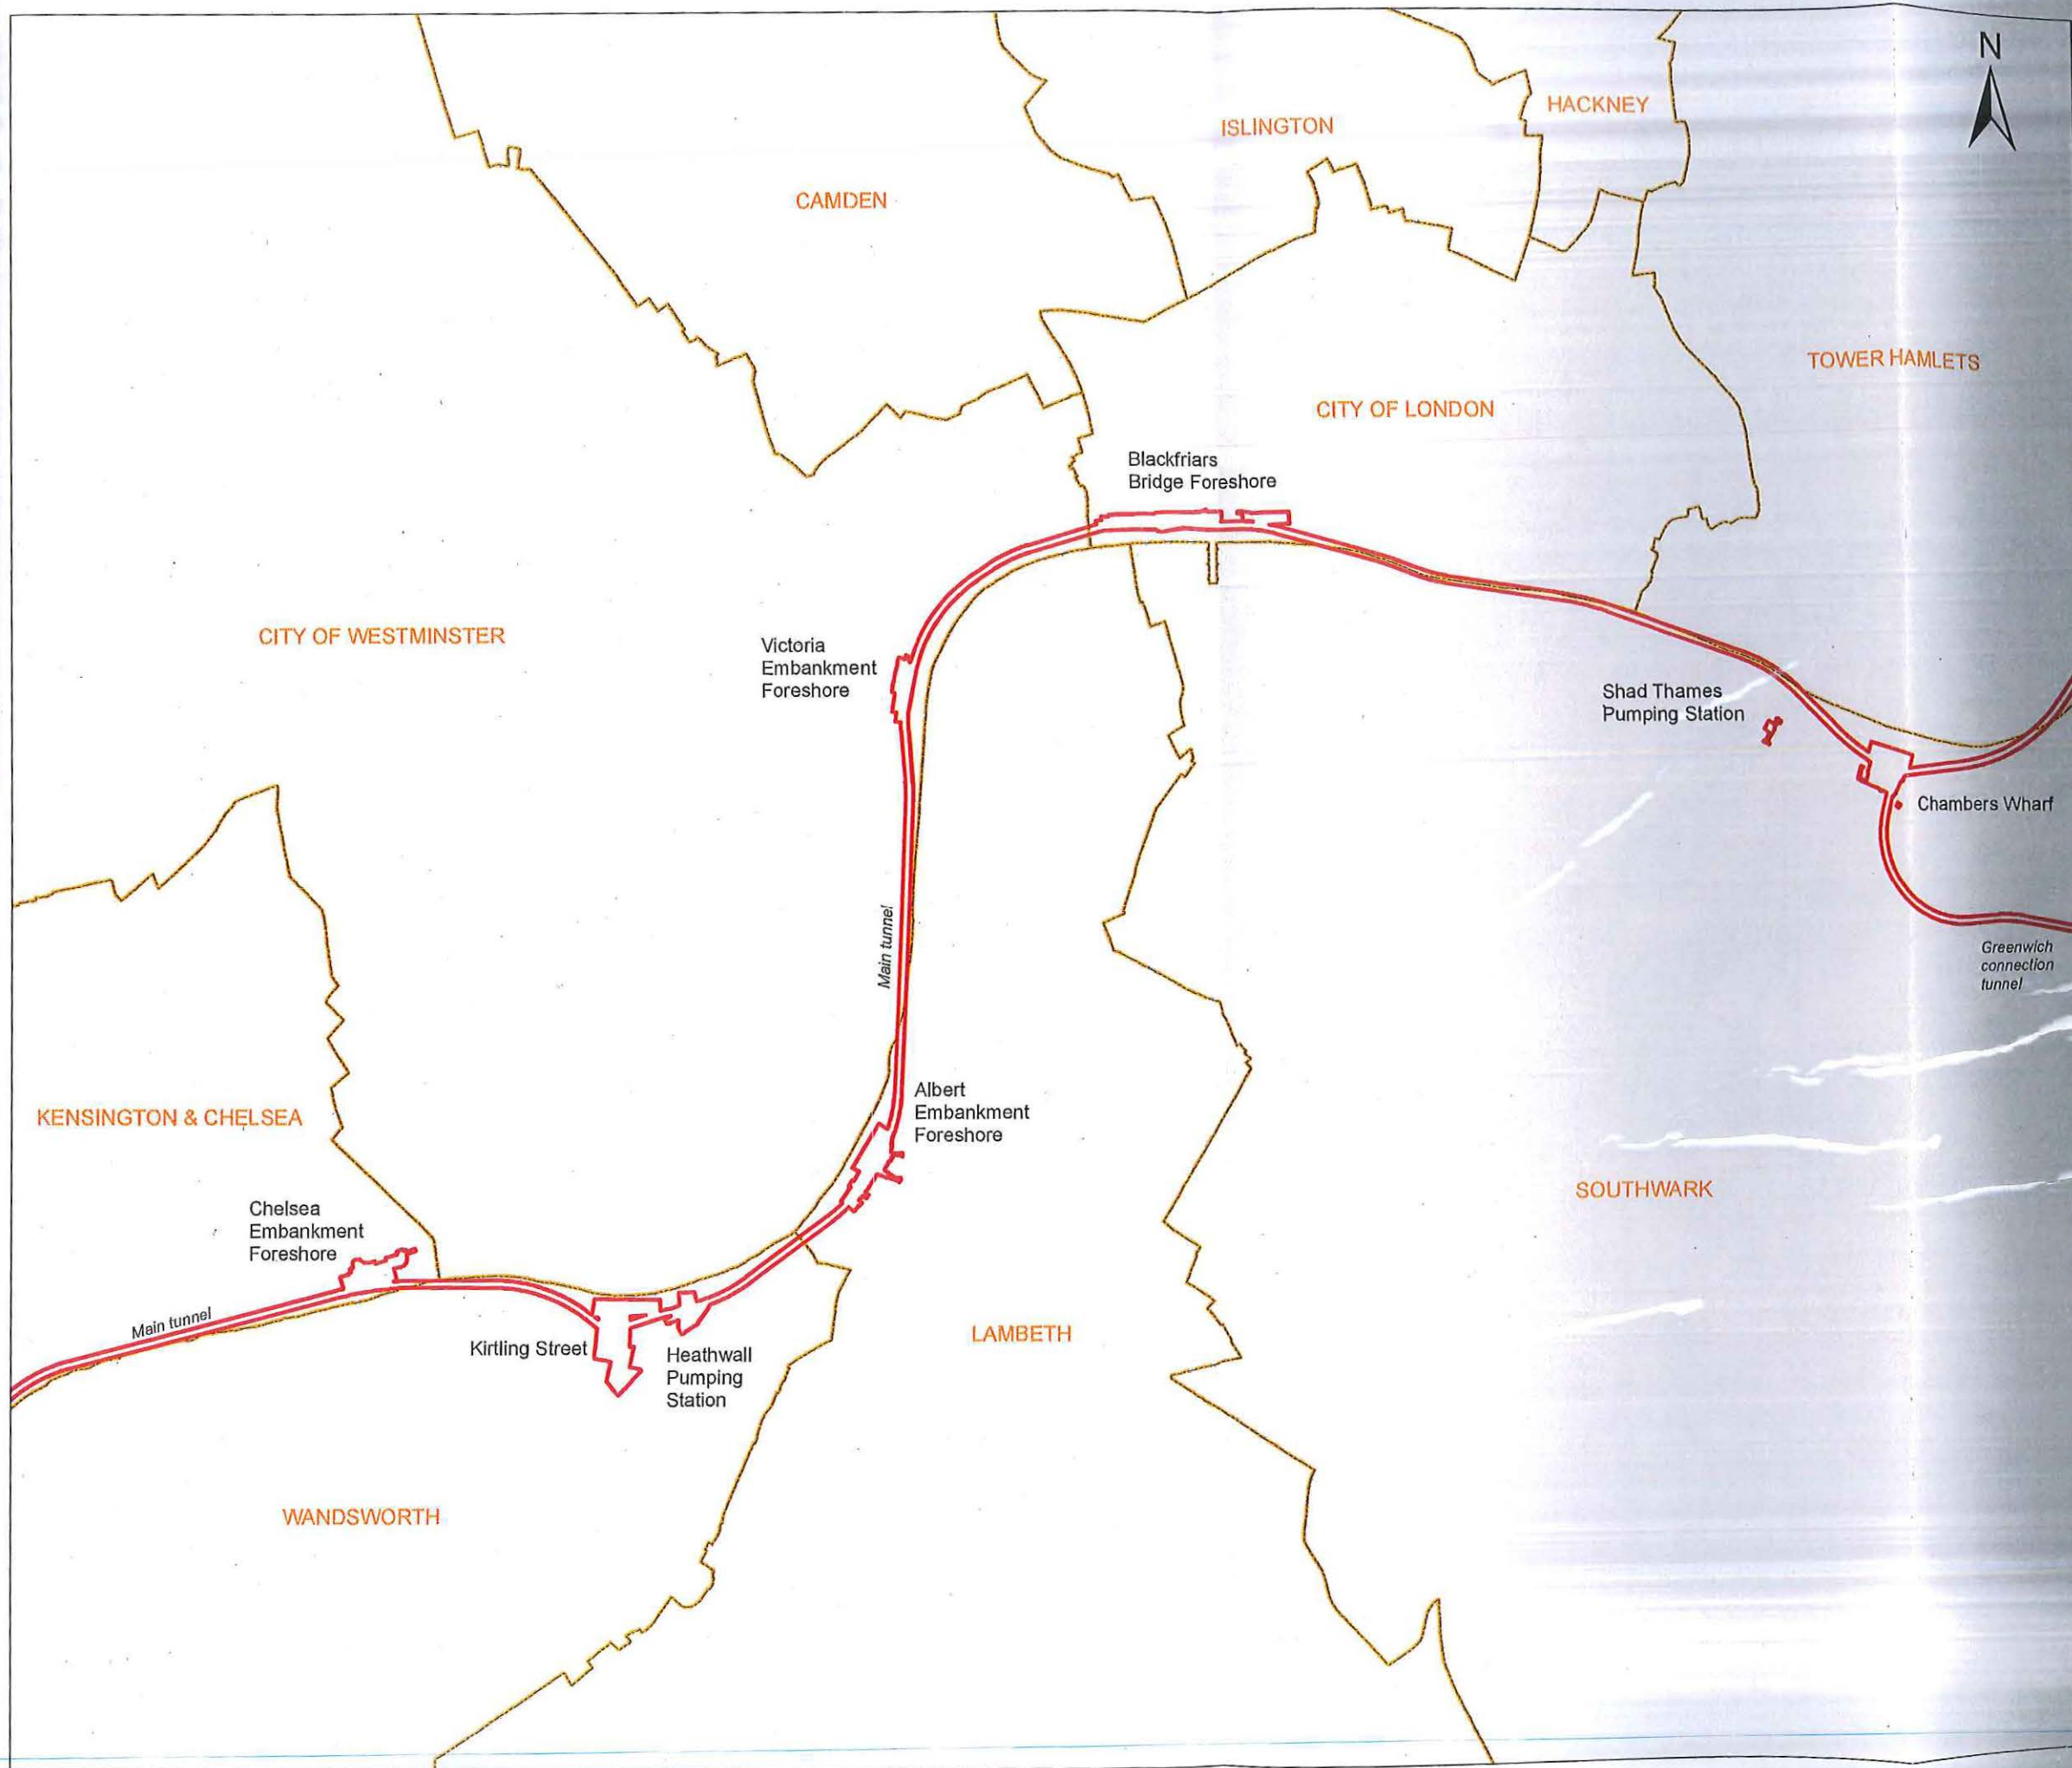 N
HACKNEY
ISLINGTON
CAMDEN
TOWER HAMLETS
CITY OF LONDON
Blackfriars
Bridge Foreshore
CITY OF WESTMINSTER
Victoria
Embankment
Foreshore
Shad Thames
Pumping Station
Chambers Wharf
Main tunnel
Greenwich
connection
tunnel
Albert
Embankment
Foreshore
KENSINGTON & CHELSEA
SOUTHWARK
Chelsea
Embankment
Foreshore
Main tunnel
LAMBETH
Kirtling Street
Heathwall
Pumping
Station
WANDSWORTH